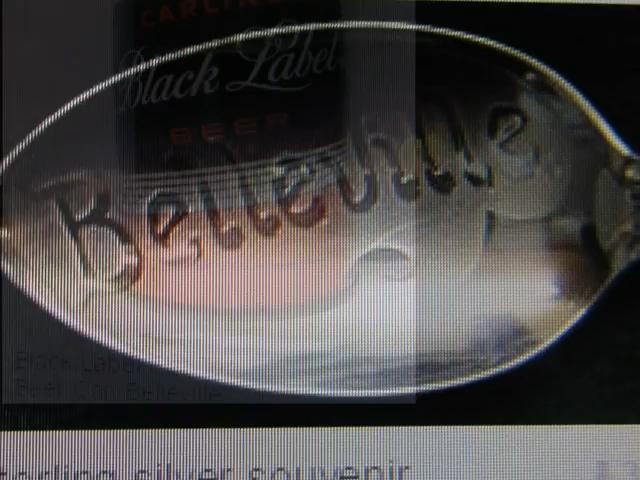 CARLING
Black Label
BEER
Belleville
Black Label
Beer Can Belleville
sterling silver souvenir